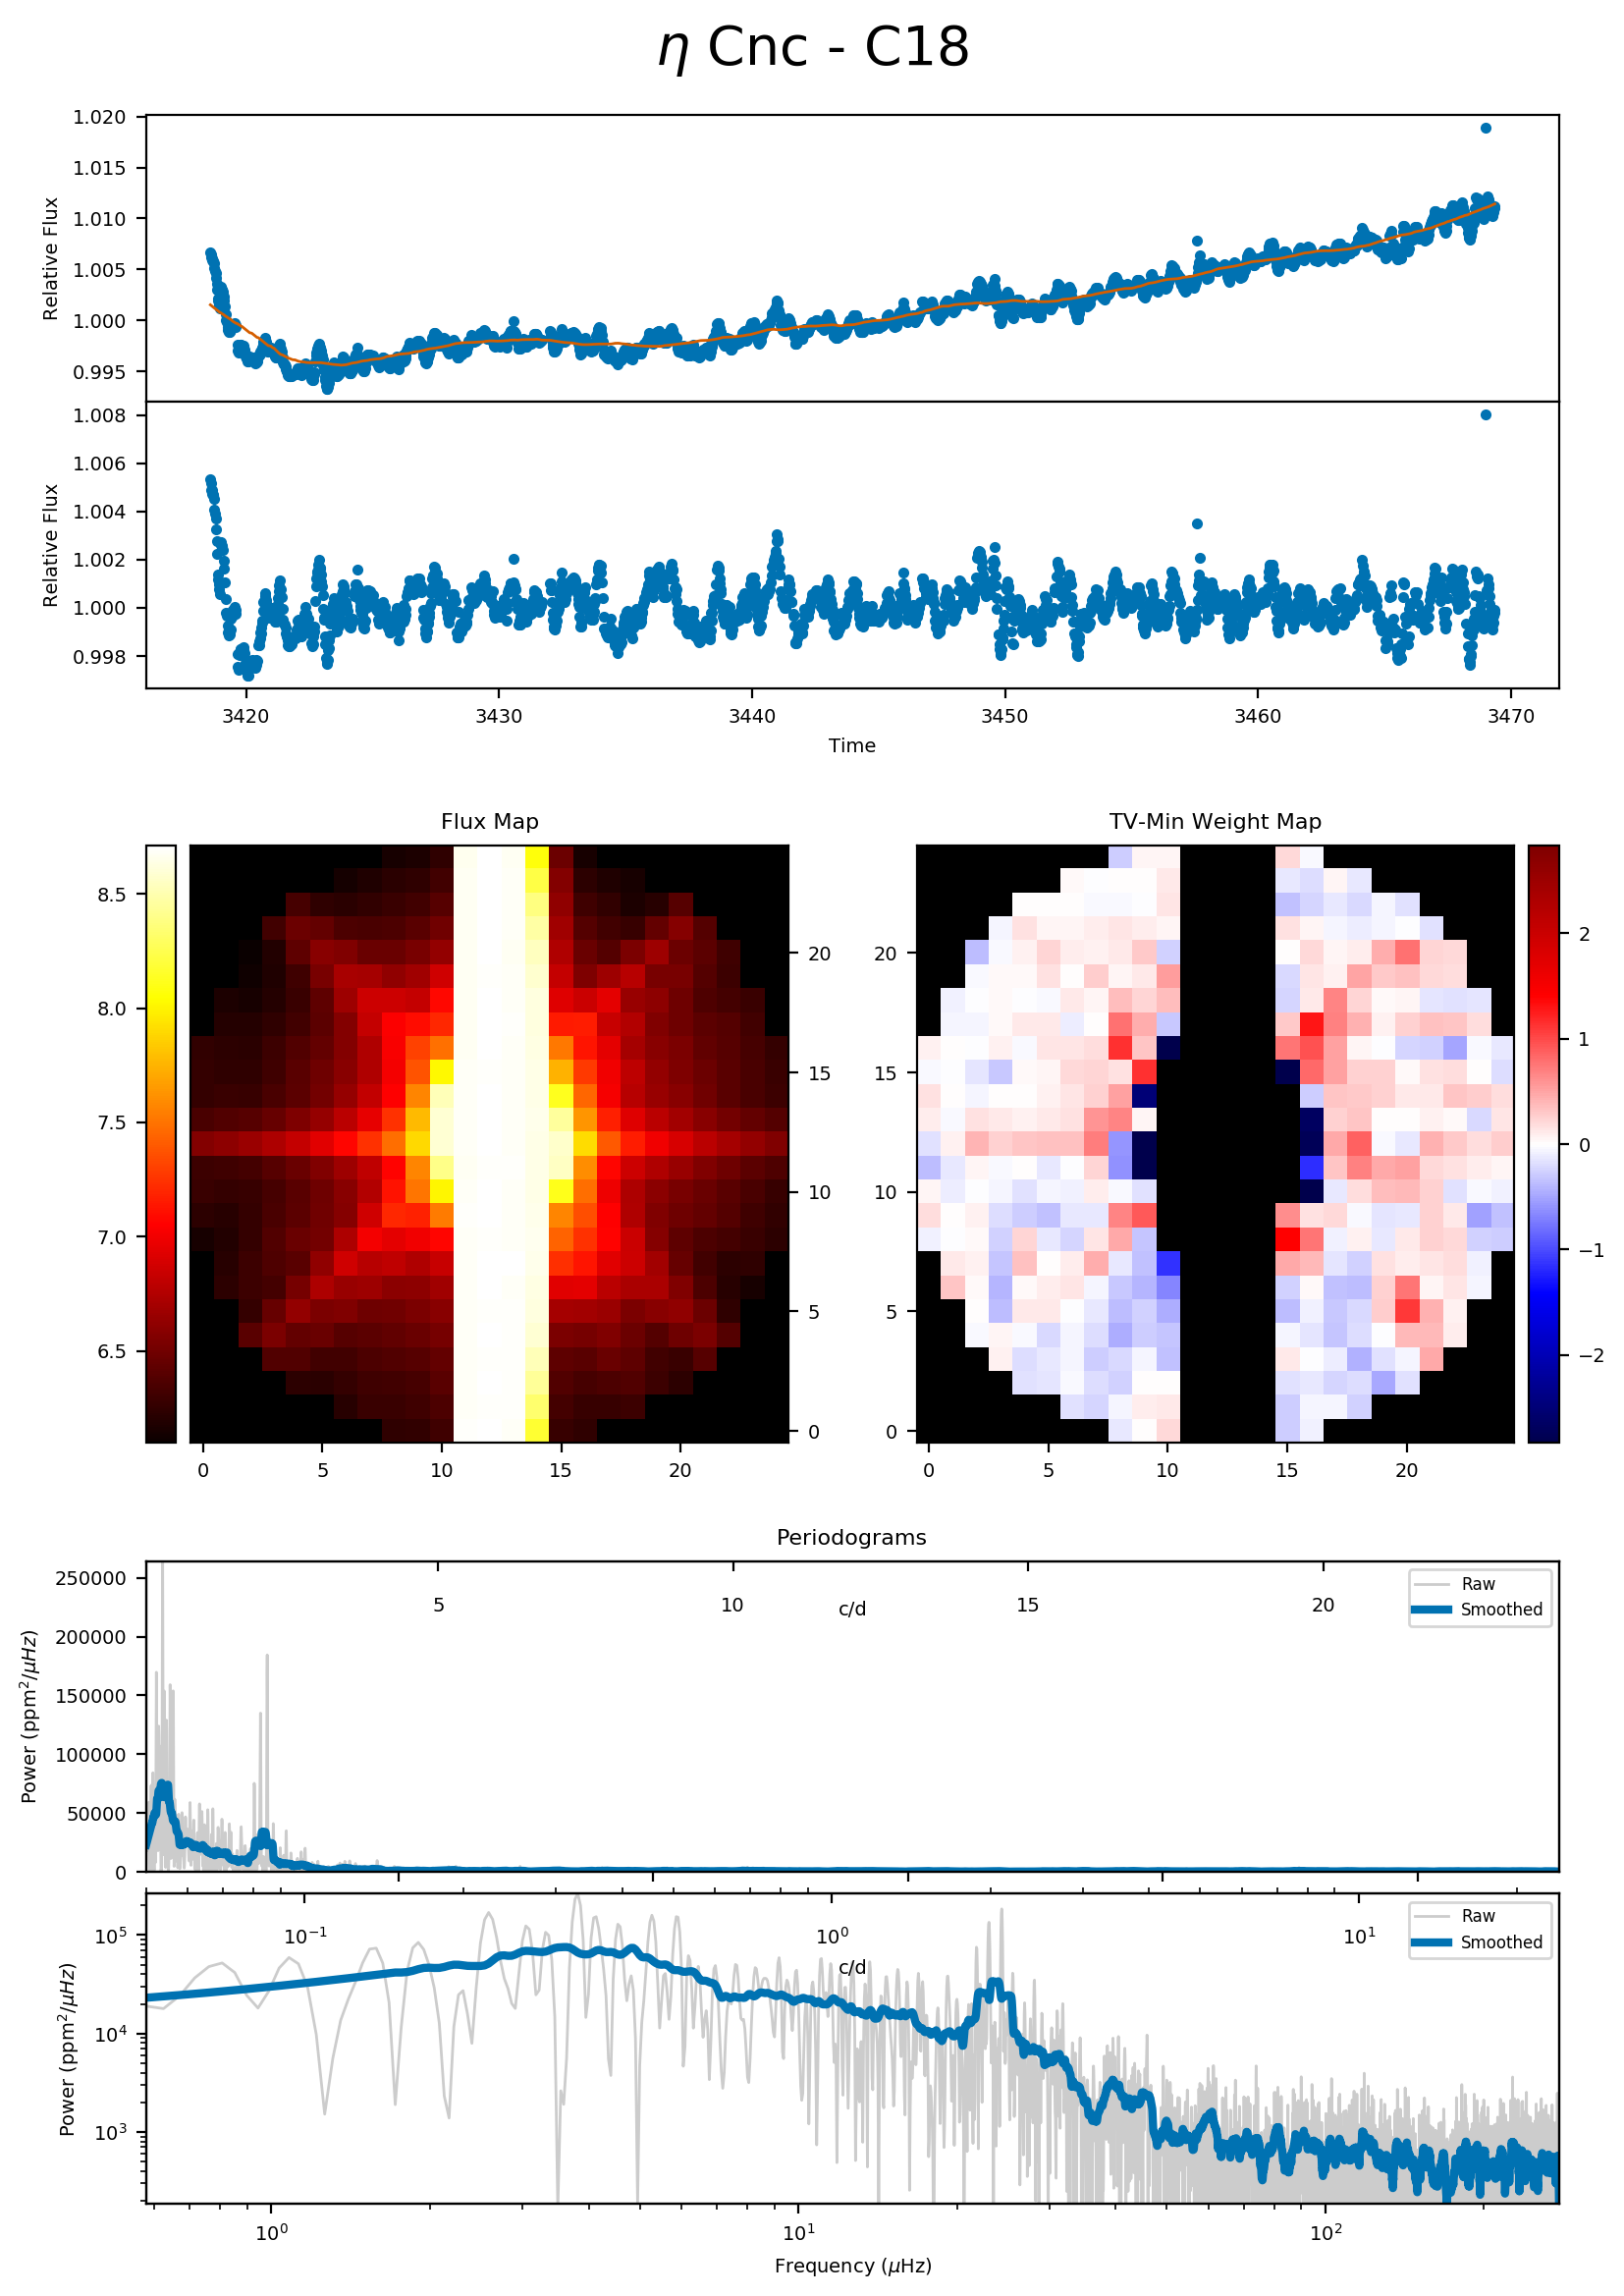 η Cnc - C18
1.020
1.015
1.010
1.005
1.000
0.995
Relative Flux
1.008
1.006
1.004
1.002
1.000
0.998
Relative Flux
3420 3430 3440 3450 3460 3470
Time
Flux Map
8.5
8.0
7.5
7.0
6.5
20
15
10
5
0
0 5 10 15 20
TV-Min Weight Map
20
15
10
5
0
0 5 10 15 20
2
1
0
−1
−2
Periodograms
250000
200000
150000
100000
50000
0
Power (ppm²/μHz)
5 10 15 20
c/d
Raw
Smoothed
10⁵
10⁴
10³
Power (ppm²/μHz)
10⁻¹ 10⁰ 10¹
c/d
Raw
Smoothed
10⁰ 10¹ 10²
Frequency (μHz)